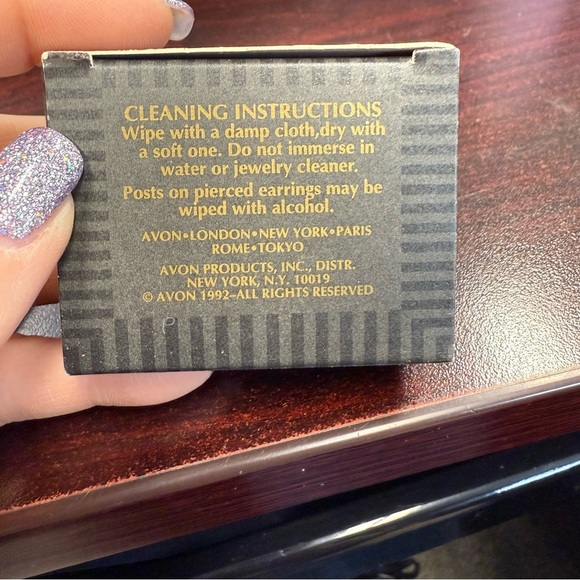 CLEANING INSTRUCTIONS
Wipe with a damp cloth,dry with
a soft one. Do not immerse in
water or jewelry cleaner.
Posts on pierced earrings may be
wiped with alcohol.
AVON•LONDON•NEW YORK•PARIS
ROME•TOKYO
AVON PRODUCTS, INC., DISTR.
NEW YORK, N.Y. 10019
© AVON 1992–ALL RIGHTS RESERVED